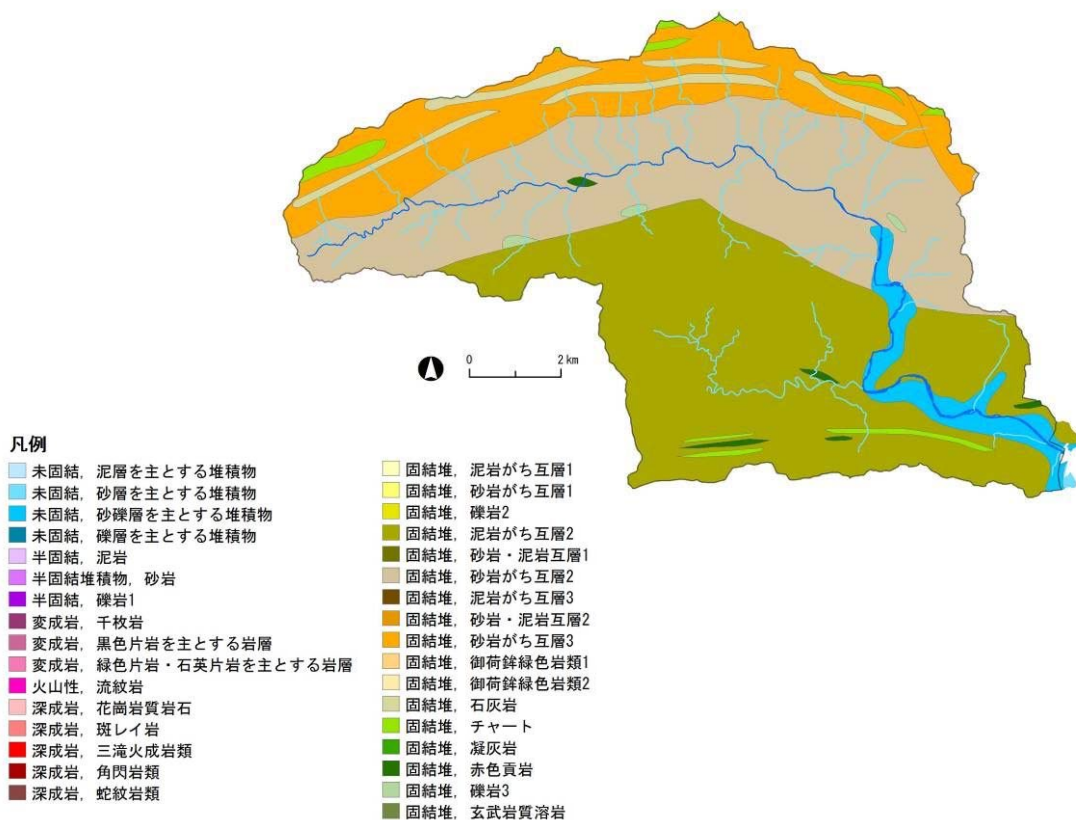 0 2 km
凡例
未固結, 泥層を主とする堆積物
未固結, 砂層を主とする堆積物
未固結, 砂礫層を主とする堆積物
未固結, 礫層を主とする堆積物
半固結, 泥岩
半固結堆積物, 砂岩
半固結, 礫岩1
変成岩, 千枚岩
変成岩, 黒色片岩を主とする岩層
変成岩, 緑色片岩・石英片岩を主とする岩層
火山性, 流紋岩
深成岩, 花崗岩質岩石
深成岩, 斑レイ岩
深成岩, 三滝火成岩類
深成岩, 角閃岩類
深成岩, 蛇紋岩類
固結堆, 泥岩がち互層1
固結堆, 砂岩がち互層1
固結堆, 礫岩2
固結堆, 泥岩がち互層2
固結堆, 砂岩・泥岩互層1
固結堆, 砂岩がち互層2
固結堆, 泥岩がち互層3
固結堆, 砂岩・泥岩互層2
固結堆, 砂岩がち互層3
固結堆, 御荷鉾緑色岩類1
固結堆, 御荷鉾緑色岩類2
固結堆, 石灰岩
固結堆, チャート
固結堆, 凝灰岩
固結堆, 赤色貢岩
固結堆, 礫岩3
固結堆, 玄武岩質溶岩